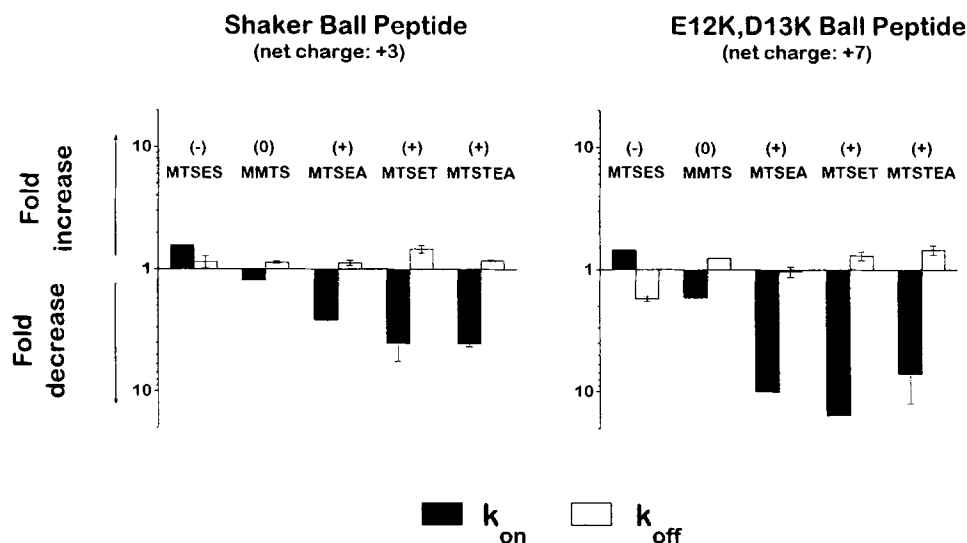 Shaker Ball Peptide
(net charge: +3)
E12K,D13K Ball Peptide
(net charge: +7)
Fold increase
Fold decrease
10
1
10
(-) (0) (+) (+) (+)
MTSES MMTS MTSEA MTSET MTSTEA
10
1
10
(-) (0) (+) (+) (+)
MTSES MMTS MTSEA MTSET MTSTEA
k on k off